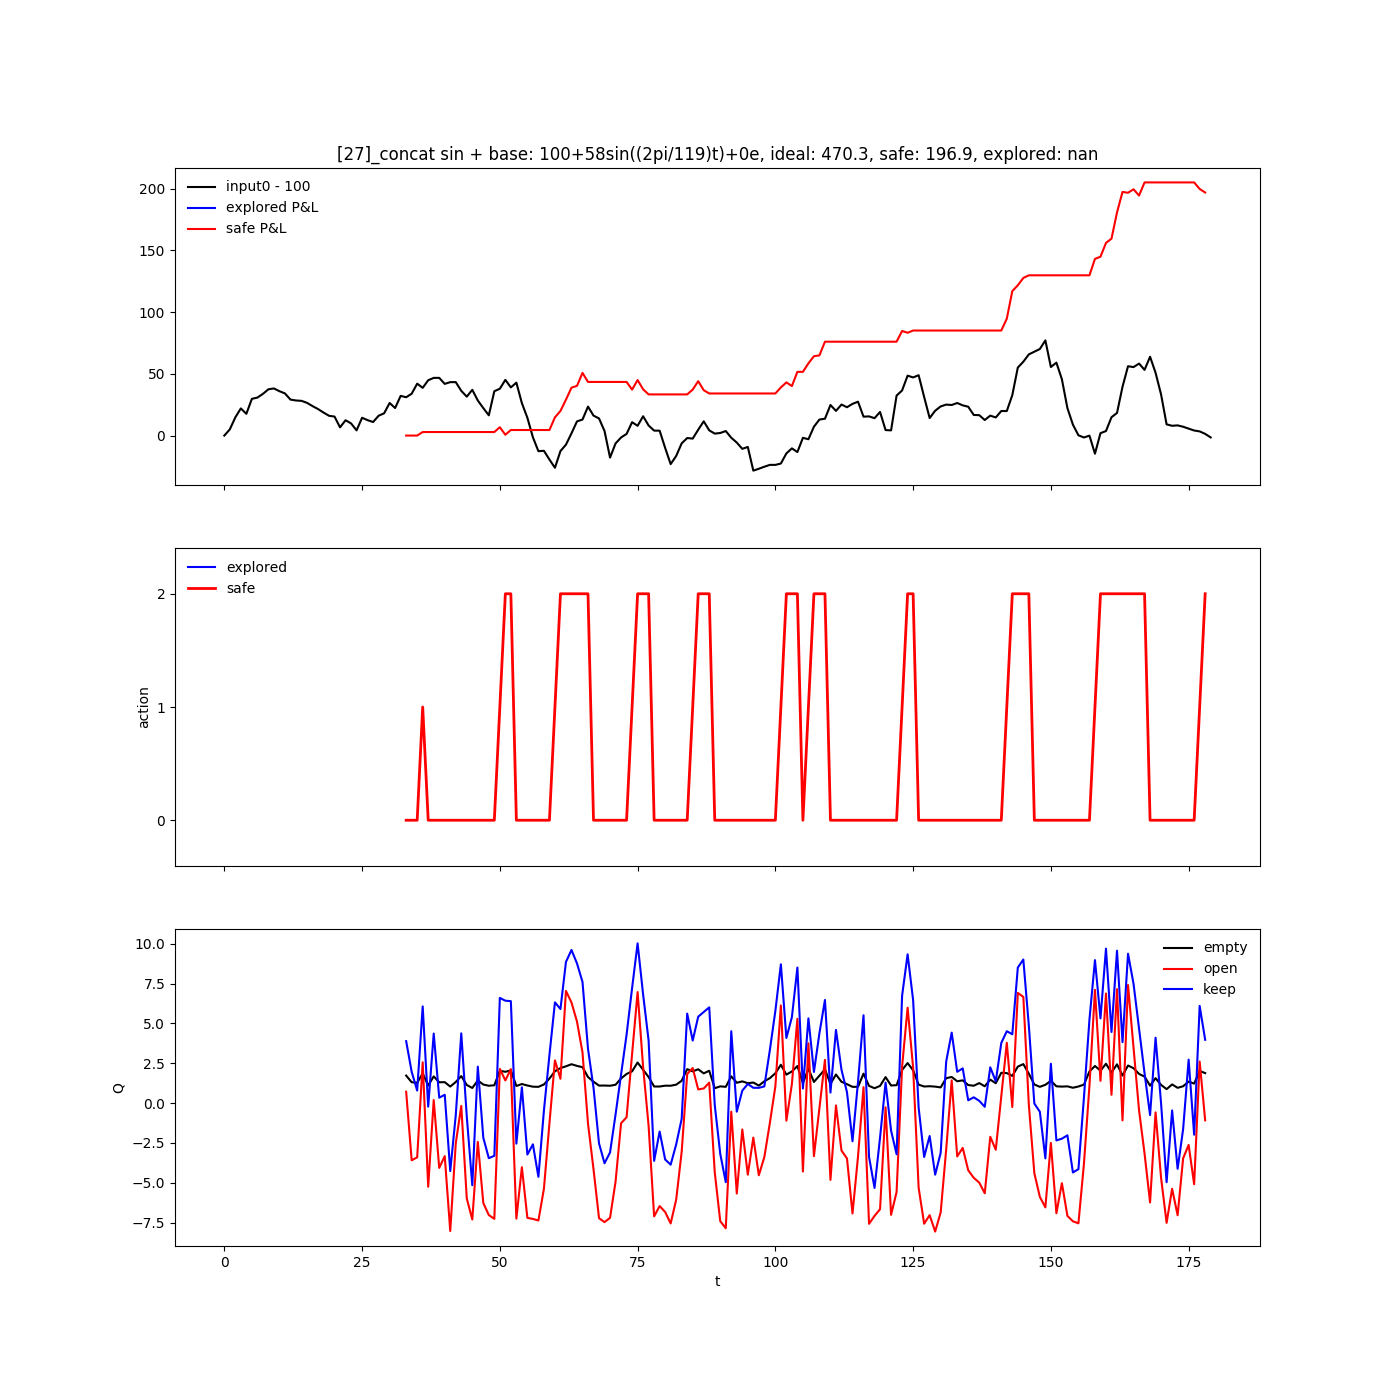 [27]_concat sin + base: 100+58sin((2pi/119)t)+0e, ideal: 470.3, safe: 196.9, explored: nan
input0 - 100
explored P&L
safe P&L
200
150
100
50
0
explored
safe
2
1
0
action
empty
open
keep
10.0
7.5
5.0
2.5
0.0
−2.5
−5.0
−7.5
Q
0 25 50 75 100 125 150 175
t